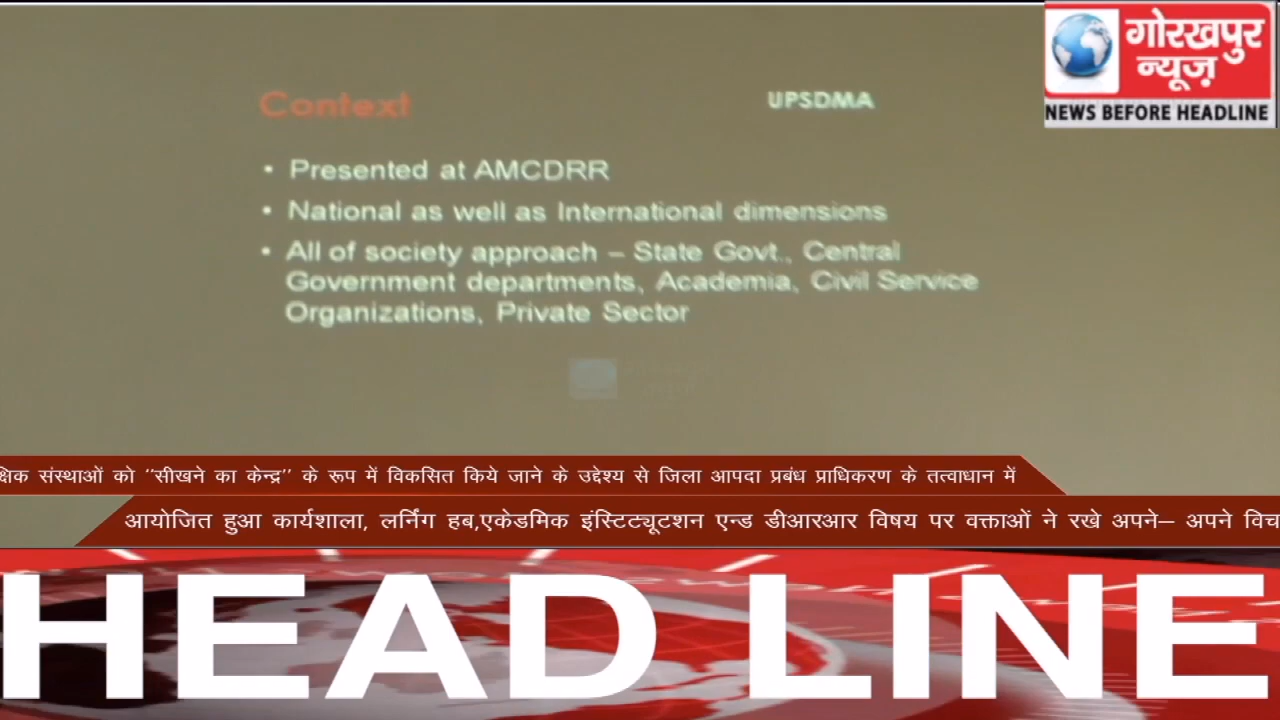 गोरखपुर
न्यूज़
NEWS BEFORE HEADLINE
Context
UPSDMA
• Presented at AMCDRR
• National as well as International dimensions
• All of society approach – State Govt., Central
Government departments, Academia, Civil Service
Organizations, Private Sector
संस्थाओं को ‘‘सीखने का केन्द्र’’ के रूप में विकसित किये जाने के उद्देश्य से जिला आपदा प्रबंध प्राधिकरण के तत्वाधान में
आयोजित हुआ कार्यशाला, लर्निंग हब,एकेडमिक इंस्टिट्यूटशन एन्ड डीआरआर विषय पर वक्ताओं ने रखे अपने– अपने
HEAD LINE